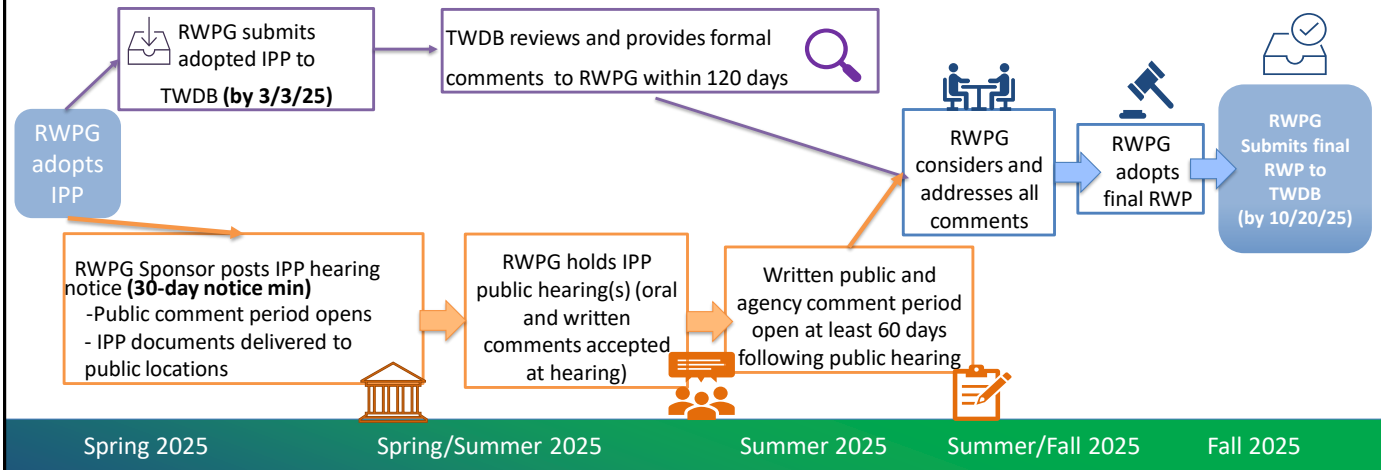 RWPG
adopts
IPP
RWPG submits
adopted IPP to
TWDB (by 3/3/25)
TWDB reviews and provides formal
comments to RWPG within 120 days
RWPG Sponsor posts IPP hearing
notice (30-day notice min)
-Public comment period opens
- IPP documents delivered to
public locations
RWPG holds IPP
public hearing(s) (oral
and written
comments accepted
at hearing)
Written public and
agency comment period
open at least 60 days
following public hearing
RWPG
considers and
addresses all
comments
RWPG
adopts
final RWP
RWPG
Submits final
RWP to
TWDB
(by 10/20/25)
Spring 2025
Spring/Summer 2025
Summer 2025
Summer/Fall 2025
Fall 2025